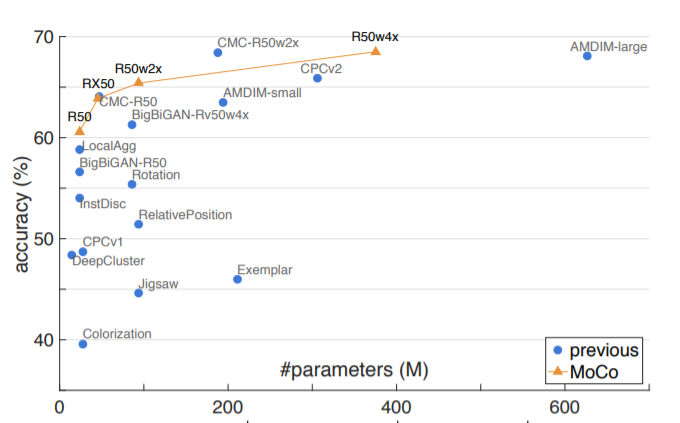 70
60
50
40
accuracy (%)
R50w4x
CMC-R50w2x
AMDIM-large
R50w2x
CPCv2
RX50
AMDIM-small
CMC-R50
R50
BigBiGAN-Rv50w4x
LocalAgg
BigBiGAN-R50
Rotation
InstDisc
RelativePosition
CPCv1
DeepCluster
Exemplar
Jigsaw
Colorization
previous
MoCo
#parameters (M)
0 200 400 600